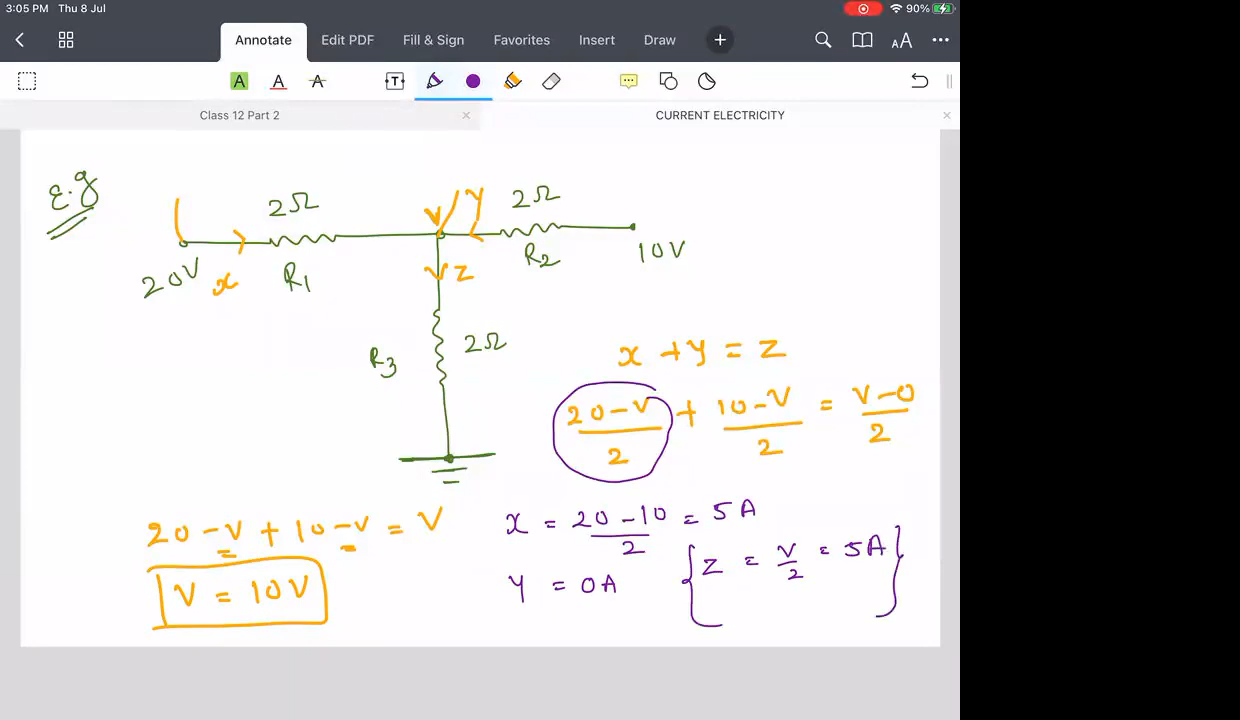 3:05 PM Thu 8 Jul
90%
Annotate Edit PDF Fill & Sign Favorites Insert Draw
Class 12 Part 2
CURRENT ELECTRICITY
E.g
2Ω
V
y
2Ω
20V
x
R1
z
R2
10V
R3
2Ω
x + y = z
20-V/2 + 10-V/2 = V-0/2
20 - V + 10 - V = V
V = 10V
x = 20-10/2 = 5A
y = 0A
{ z = V/2 = 5A }